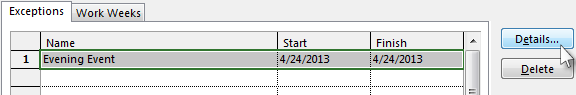 Exceptions Work Weeks
Name Start Finish Details...
1 Evening Event 4/24/2013 4/24/2013
Delete